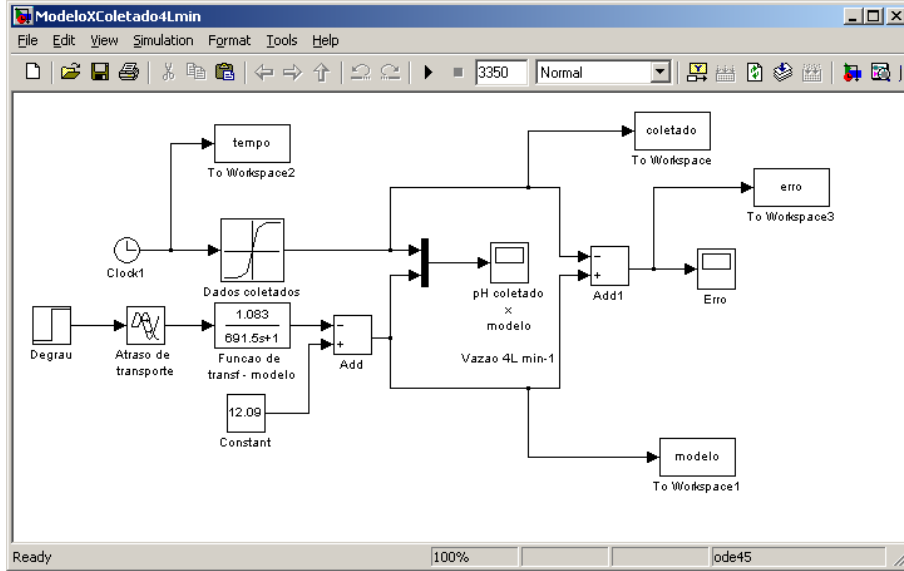 ModeloXColetado4Lmin
File Edit View Simulation Format Tools Help
3350 Normal
coletado
To Workspace
tempo
To Workspace2
erro
To Workspace3
Clock1
Dados coletados
pH coletado
x
modelo
Add1
Erro
Degrau
Atraso de
transporte
1.083
691.5s+1
Funcao de
transf - modelo
Add
Vazao 4L min-1
12.09
Constant
modelo
To Workspace1
Ready 100% ode45